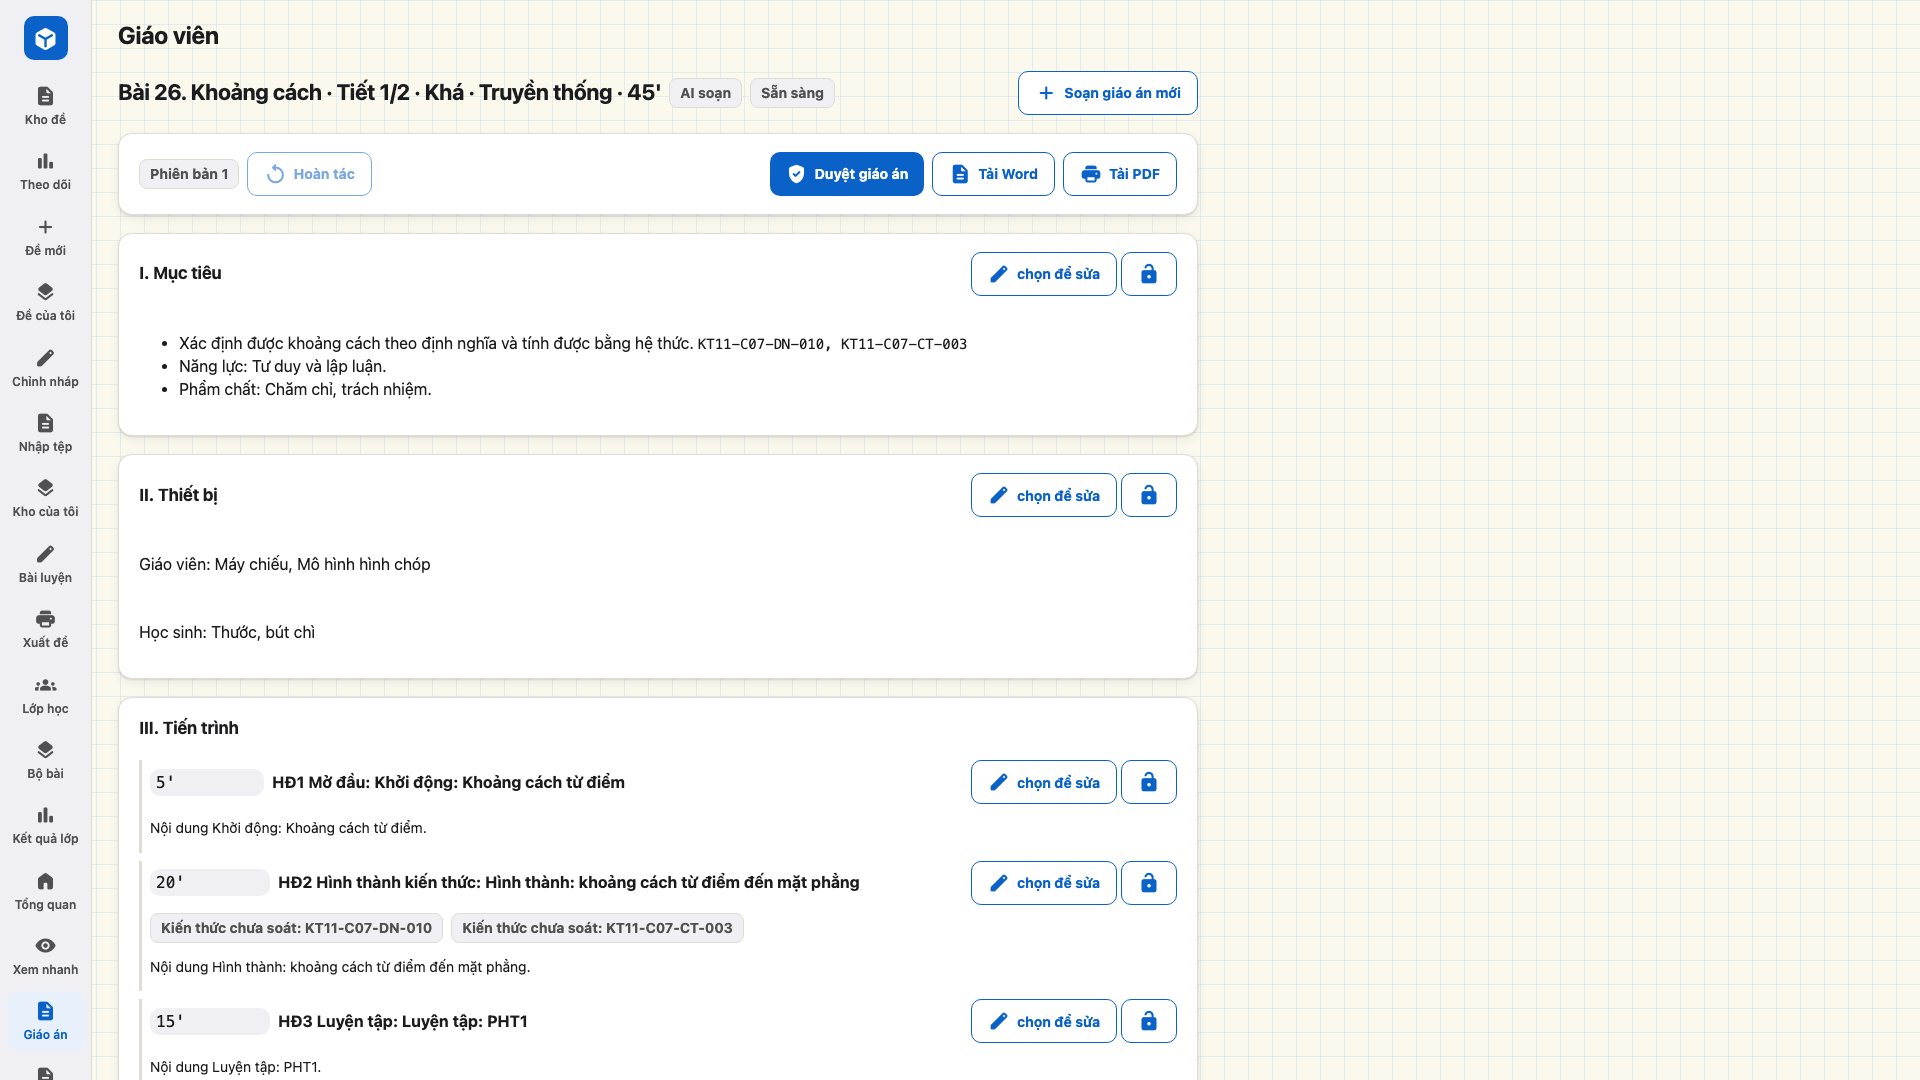 Giáo viên
Bài 26. Khoảng cách · Tiết 1/2 · Khá · Truyền thống · 45'
AI soạn
Sẵn sàng
Soạn giáo án mới
Kho đề
Theo dõi
Đề mới
Đề của tôi
Chỉnh nháp
Nhập tệp
Kho của tôi
Bài luyện
Xuất đề
Lớp học
Bộ bài
Kết quả lớp
Tổng quan
Xem nhanh
Giáo án
Phiên bản 1
Hoàn tác
Duyệt giáo án
Tải Word
Tải PDF
I. Mục tiêu
chọn để sửa
Xác định được khoảng cách theo định nghĩa và tính được bằng hệ thức. KT11-C07-DN-010, KT11-C07-CT-003
Năng lực: Tư duy và lập luận.
Phẩm chất: Chăm chỉ, trách nhiệm.
II. Thiết bị
chọn để sửa
Giáo viên: Máy chiếu, Mô hình hình chóp
Học sinh: Thước, bút chì
III. Tiến trình
5'
HĐ1 Mở đầu: Khởi động: Khoảng cách từ điểm
chọn để sửa
Nội dung Khởi động: Khoảng cách từ điểm.
20'
HĐ2 Hình thành kiến thức: Hình thành: khoảng cách từ điểm đến mặt phẳng
chọn để sửa
Kiến thức chưa soát: KT11-C07-DN-010
Kiến thức chưa soát: KT11-C07-CT-003
Nội dung Hình thành: khoảng cách từ điểm đến mặt phẳng.
15'
HĐ3 Luyện tập: Luyện tập: PHT1
chọn để sửa
Nội dung Luyện tập: PHT1.